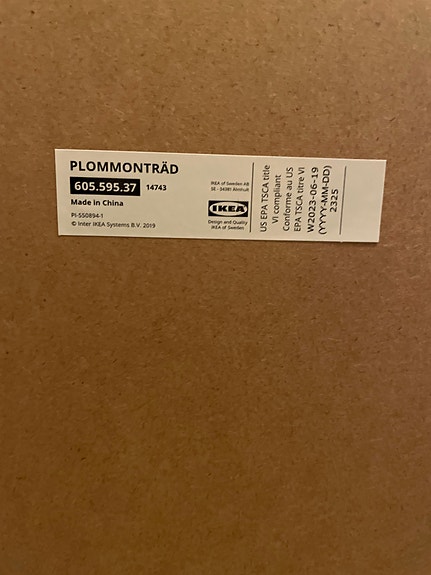 PLOMMONTRÄD
605.595.37 14743
Made in China
PI-550894-1
© Inter IKEA Systems B.V. 2019
IKEA of Sweden AB
SE - 34381 Älmhult
IKEA
Design and Quality
IKEA of Sweden
US EPA TSCA title
VI compliant
Conforme au US
EPA TSCA titre VI
W2023-06-19
(YYYY-MM-DD)
2325